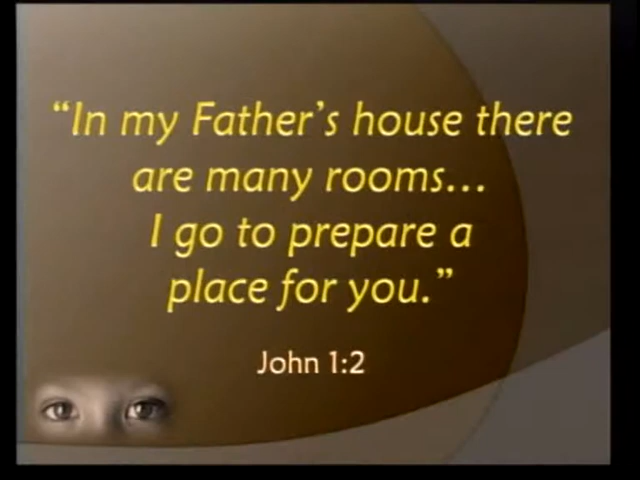 “In my Father’s house there
are many rooms...
I go to prepare a
place for you.”
John 1:2